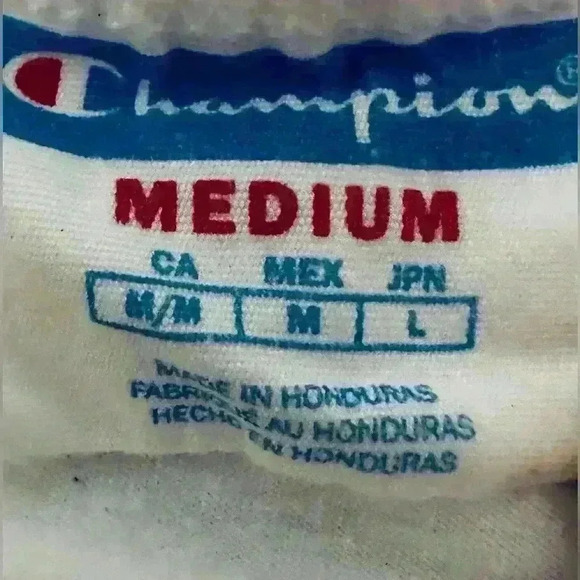 Champion®
MEDIUM
CA MEX JPN
M/M M L
MADE IN HONDURAS
FABRIQUÉ AU HONDURAS
HECHO EN HONDURAS